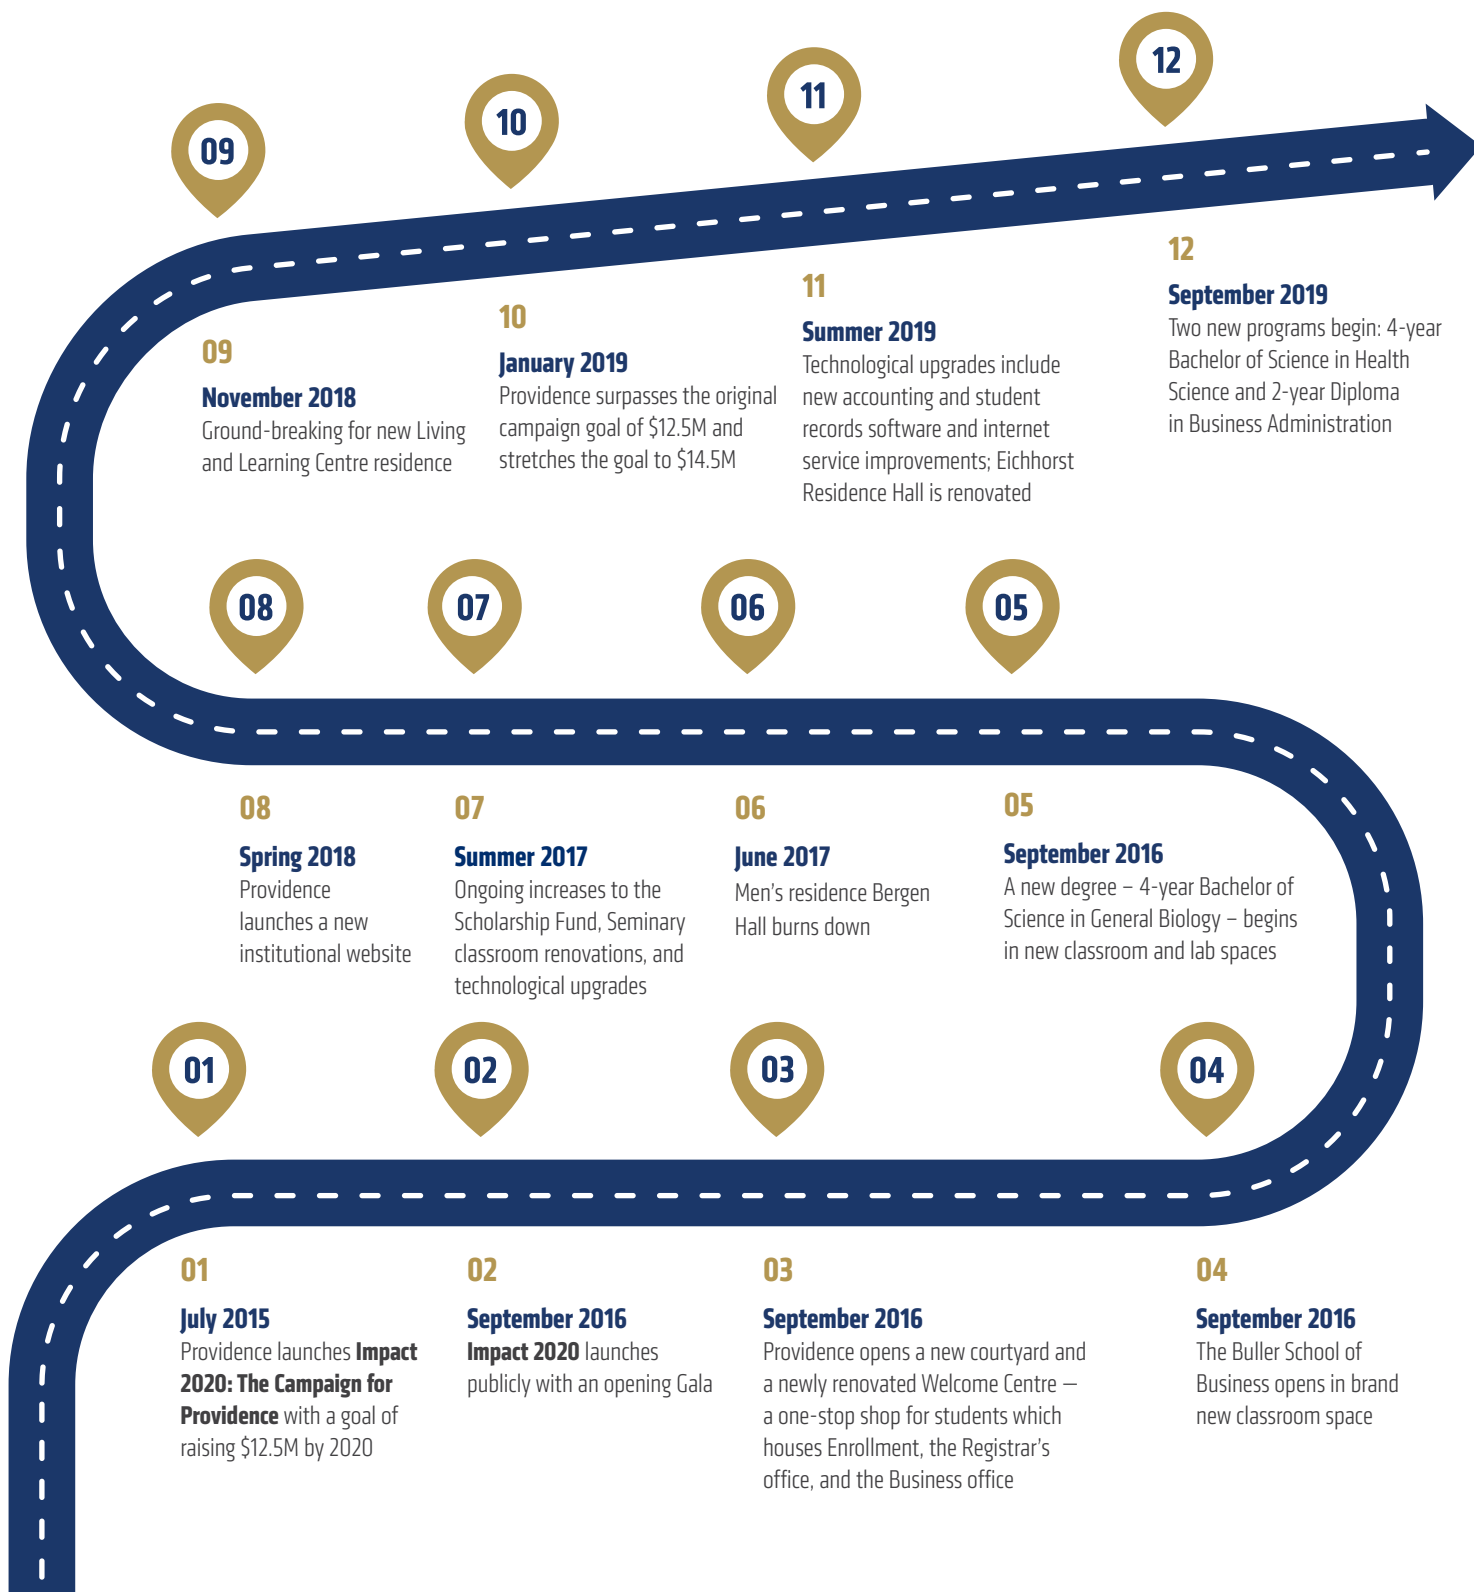 12
11
10
09
12
September 2019
Two new programs begin: 4-year
Bachelor of Science in Health
Science and 2-year Diploma
in Business Administration
11
Summer 2019
Technological upgrades include
new accounting and student
records software and internet
service improvements; Eichhorst
Residence Hall is renovated
10
January 2019
Providence surpasses the original
campaign goal of $12.5M and
stretches the goal to $14.5M
09
November 2018
Ground-breaking for new Living
and Learning Centre residence
08
07
06
05
08
Spring 2018
Providence
launches a new
institutional website
07
Summer 2017
Ongoing increases to the
Scholarship Fund, Seminary
classroom renovations, and
technological upgrades
06
June 2017
Men’s residence Bergen
Hall burns down
05
September 2016
A new degree – 4-year Bachelor of
Science in General Biology – begins
in new classroom and lab spaces
01
02
03
04
01
July 2015
Providence launches Impact
2020: The Campaign for
Providence with a goal of
raising $12.5M by 2020
02
September 2016
Impact 2020 launches
publicly with an opening Gala
03
September 2016
Providence opens a new courtyard and
a newly renovated Welcome Centre —
a one-stop shop for students which
houses Enrollment, the Registrar’s
office, and the Business office
04
September 2016
The Buller School of
Business opens in brand
new classroom space